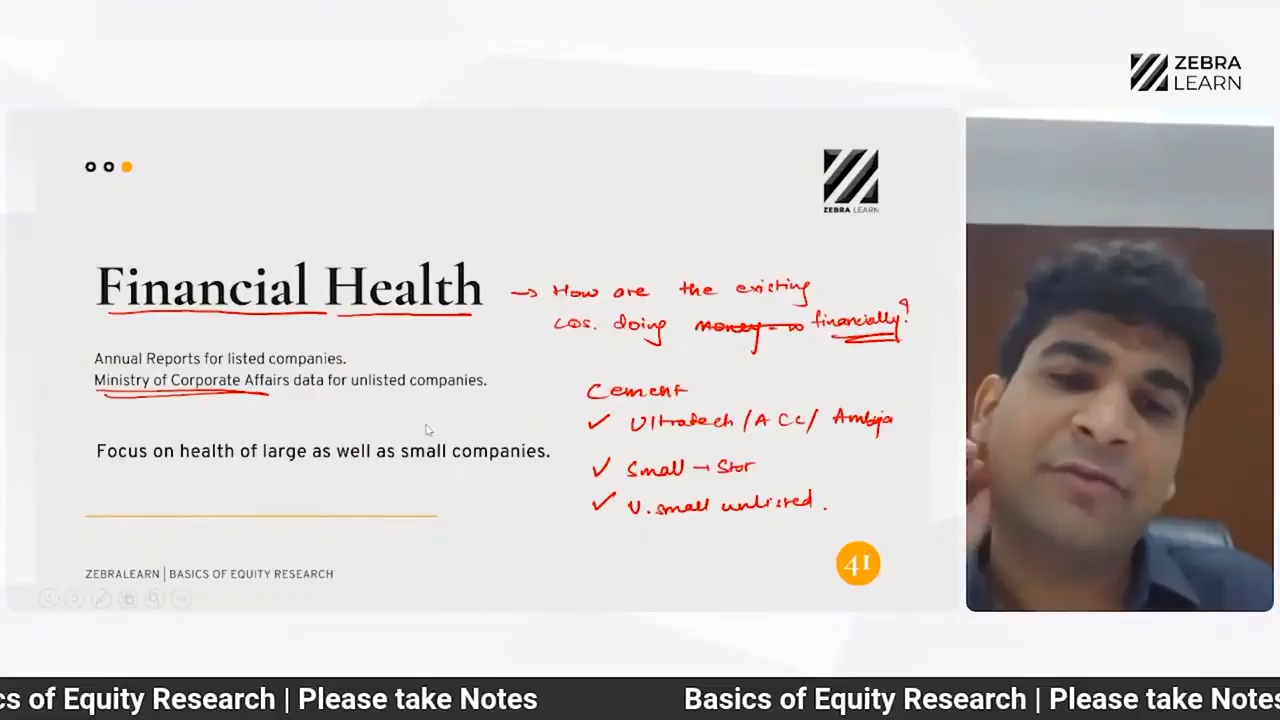 ZEBRA
LEARN
ZEBRA LEARN
Financial Health
→ How are the existing
cos. doing money financially?
Annual Reports for listed companies.
Ministry of Corporate Affairs data for unlisted companies.
Focus on health of large as well as small companies.
Cement
✓ Ultratech / ACC / Ambuja
✓ Small → Star
✓ V. small unlisted.
ZEBRALEARN | BASICS OF EQUITY RESEARCH
41
cs of Equity Research | Please take Notes
Basics of Equity Research | Please take Notes